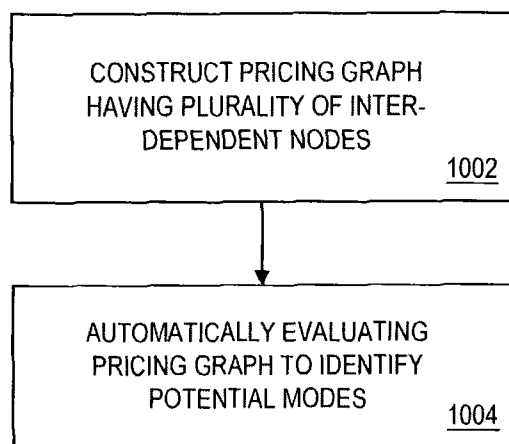 CONSTRUCT PRICING GRAPH
HAVING PLURALITY OF INTER-
DEPENDENT NODES
1002
AUTOMATICALLY EVALUATING
PRICING GRAPH TO IDENTIFY
POTENTIAL MODES
1004